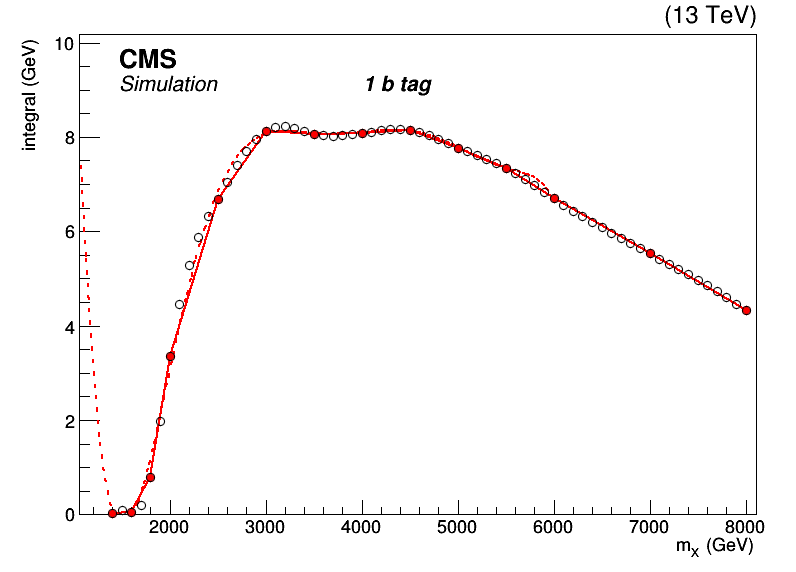 (13 TeV)
integral (GeV)
10
8
6
4
2
0
CMS
Simulation
1 b tag
2000 3000 4000 5000 6000 7000 8000
m_X (GeV)